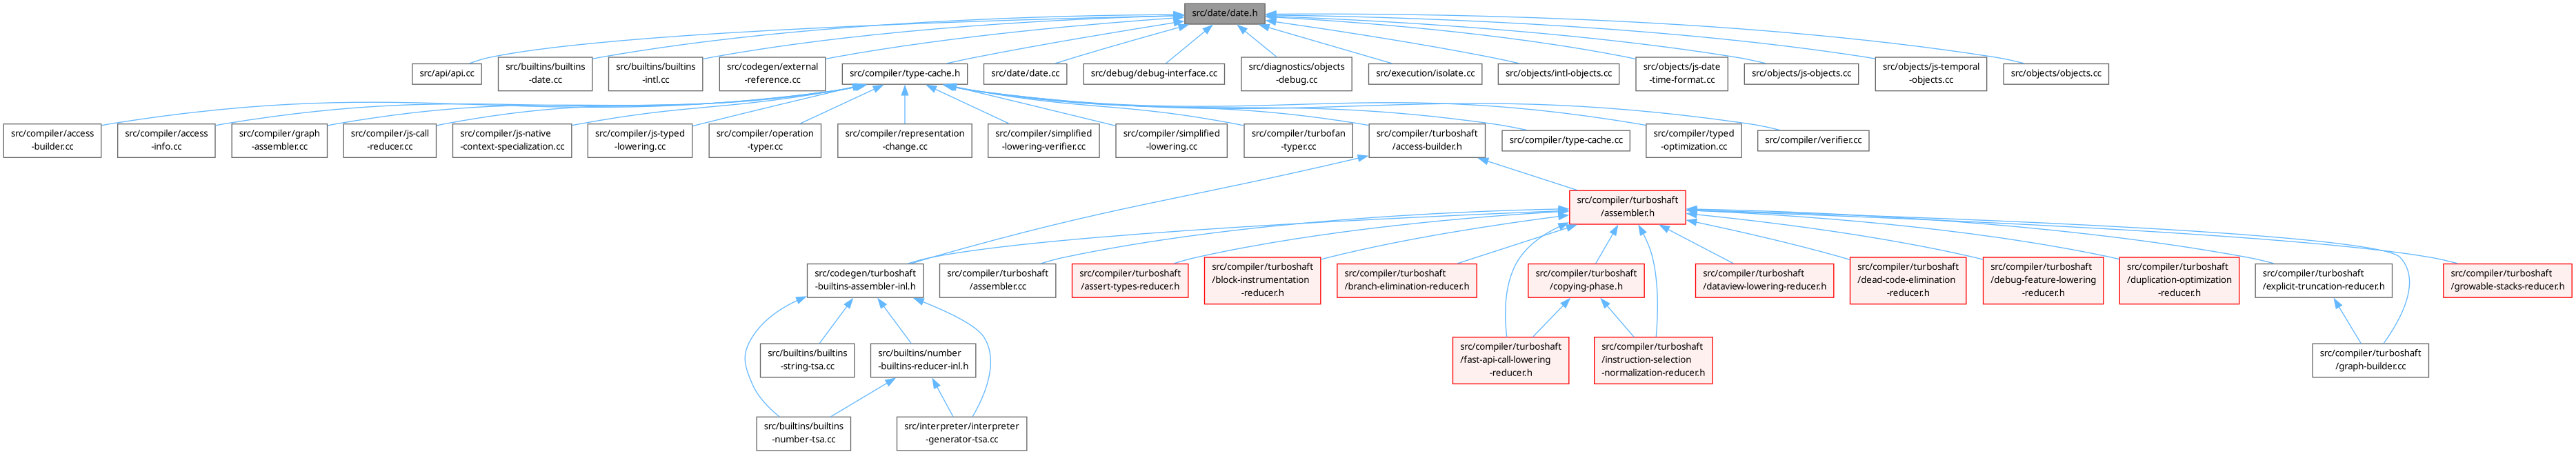 src/date/date.h
src/api/api.cc
src/builtins/builtins
-date.cc
src/builtins/builtins
-intl.cc
src/codegen/external
-reference.cc
src/compiler/type-cache.h
src/date/date.cc
src/debug/debug-interface.cc
src/diagnostics/objects
-debug.cc
src/execution/isolate.cc
src/objects/intl-objects.cc
src/objects/js-date
-time-format.cc
src/objects/js-objects.cc
src/objects/js-temporal
-objects.cc
src/objects/objects.cc
src/compiler/access
-builder.cc
src/compiler/access
-info.cc
src/compiler/graph
-assembler.cc
src/compiler/js-call
-reducer.cc
src/compiler/js-native
-context-specialization.cc
src/compiler/js-typed
-lowering.cc
src/compiler/operation
-typer.cc
src/compiler/representation
-change.cc
src/compiler/simplified
-lowering-verifier.cc
src/compiler/simplified
-lowering.cc
src/compiler/turbofan
-typer.cc
src/compiler/turboshaft
/access-builder.h
src/compiler/type-cache.cc
src/compiler/typed
-optimization.cc
src/compiler/verifier.cc
src/compiler/turboshaft
/assembler.h
src/codegen/turboshaft
-builtins-assembler-inl.h
src/compiler/turboshaft
/assembler.cc
src/compiler/turboshaft
/assert-types-reducer.h
src/compiler/turboshaft
/block-instrumentation
-reducer.h
src/compiler/turboshaft
/branch-elimination-reducer.h
src/compiler/turboshaft
/copying-phase.h
src/compiler/turboshaft
/dataview-lowering-reducer.h
src/compiler/turboshaft
/dead-code-elimination
-reducer.h
src/compiler/turboshaft
/debug-feature-lowering
-reducer.h
src/compiler/turboshaft
/duplication-optimization
-reducer.h
src/compiler/turboshaft
/explicit-truncation-reducer.h
src/compiler/turboshaft
/growable-stacks-reducer.h
src/builtins/builtins
-string-tsa.cc
src/builtins/number
-builtins-reducer-inl.h
src/compiler/turboshaft
/fast-api-call-lowering
-reducer.h
src/compiler/turboshaft
/instruction-selection
-normalization-reducer.h
src/compiler/turboshaft
/graph-builder.cc
src/builtins/builtins
-number-tsa.cc
src/interpreter/interpreter
-generator-tsa.cc